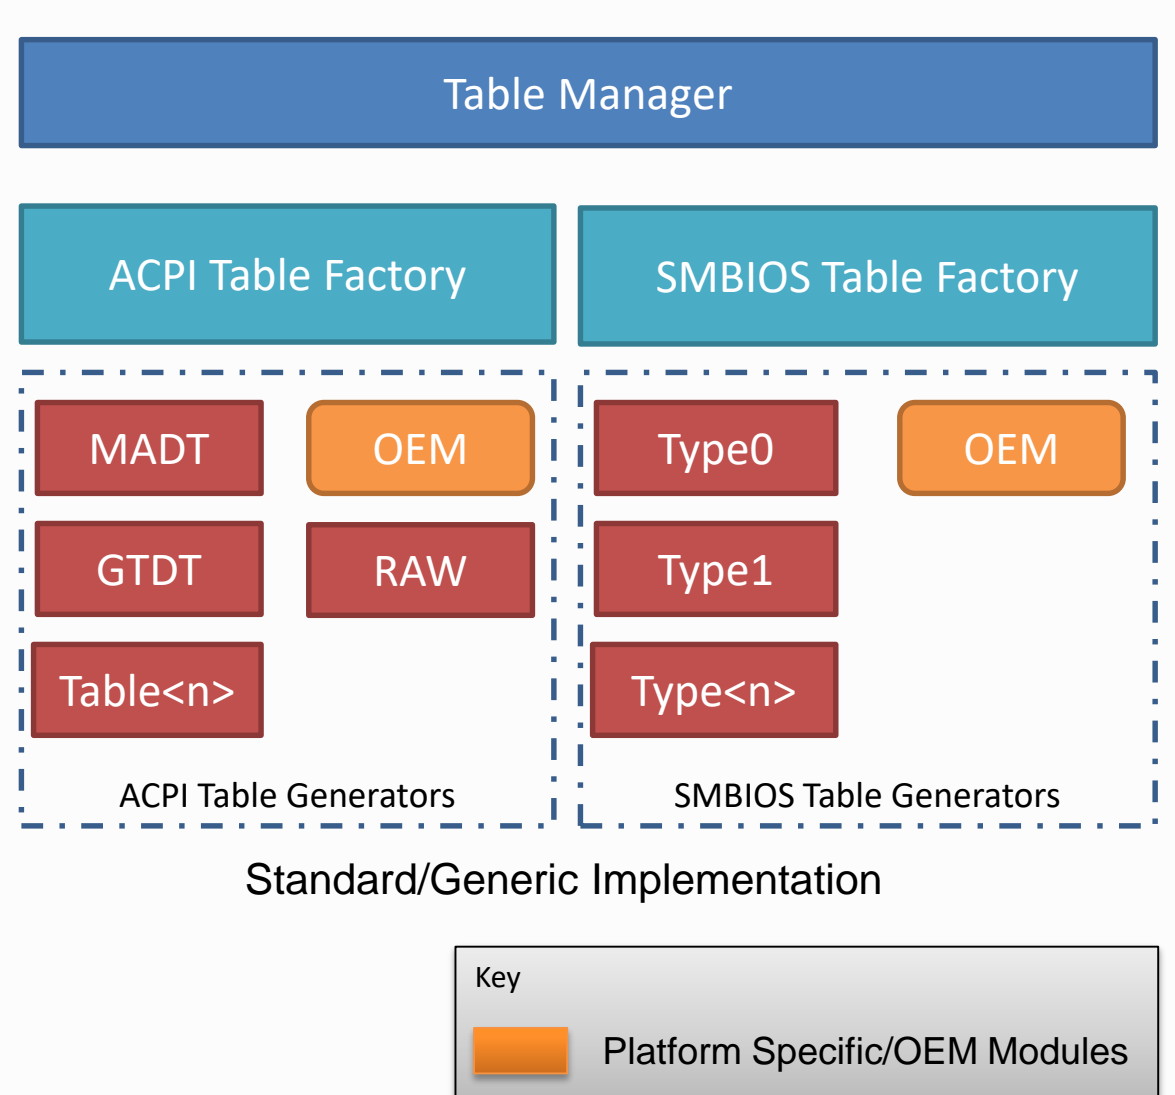 Table Manager
ACPI Table Factory
SMBIOS Table Factory
MADT
OEM
GTDT
RAW
Table<n>
ACPI Table Generators
Type0
OEM
Type1
Type<n>
SMBIOS Table Generators
Standard/Generic Implementation
Key
Platform Specific/OEM Modules